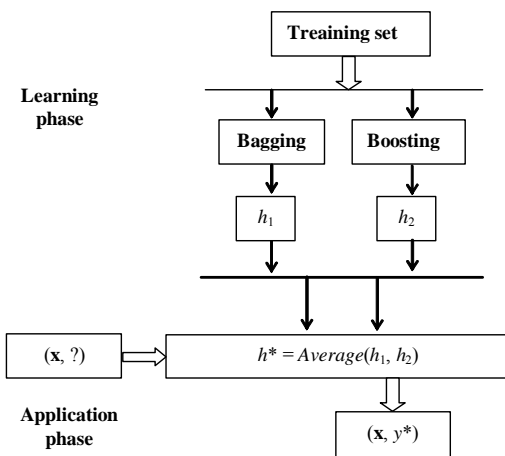 Treaining set
Learning
phase
Bagging
Boosting
h₁
h₂
(x, ?)
h* = Average(h₁, h₂)
Application
phase
(x, y*)